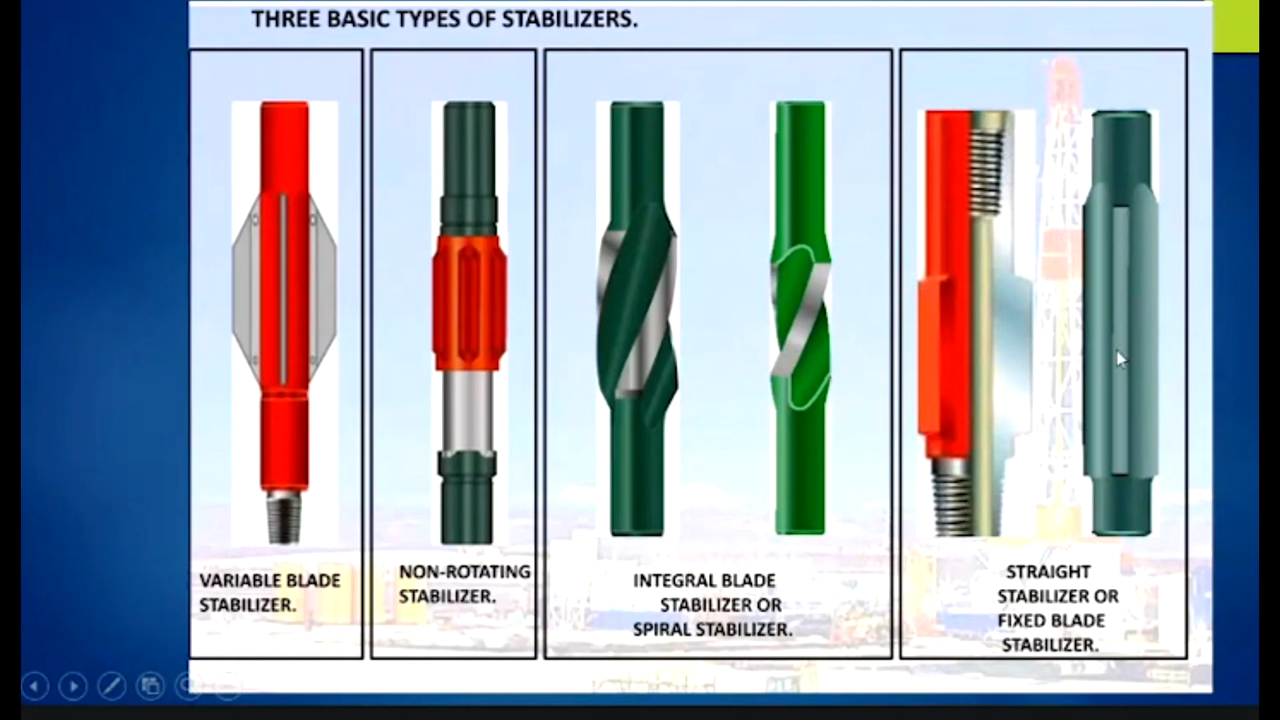 THREE BASIC TYPES OF STABILIZERS.
VARIABLE BLADE
STABILIZER.
NON-ROTATING
STABILIZER.
INTEGRAL BLADE
STABILIZER OR
SPIRAL STABILIZER.
STRAIGHT
STABILIZER OR
FIXED BLADE
STABILIZER.